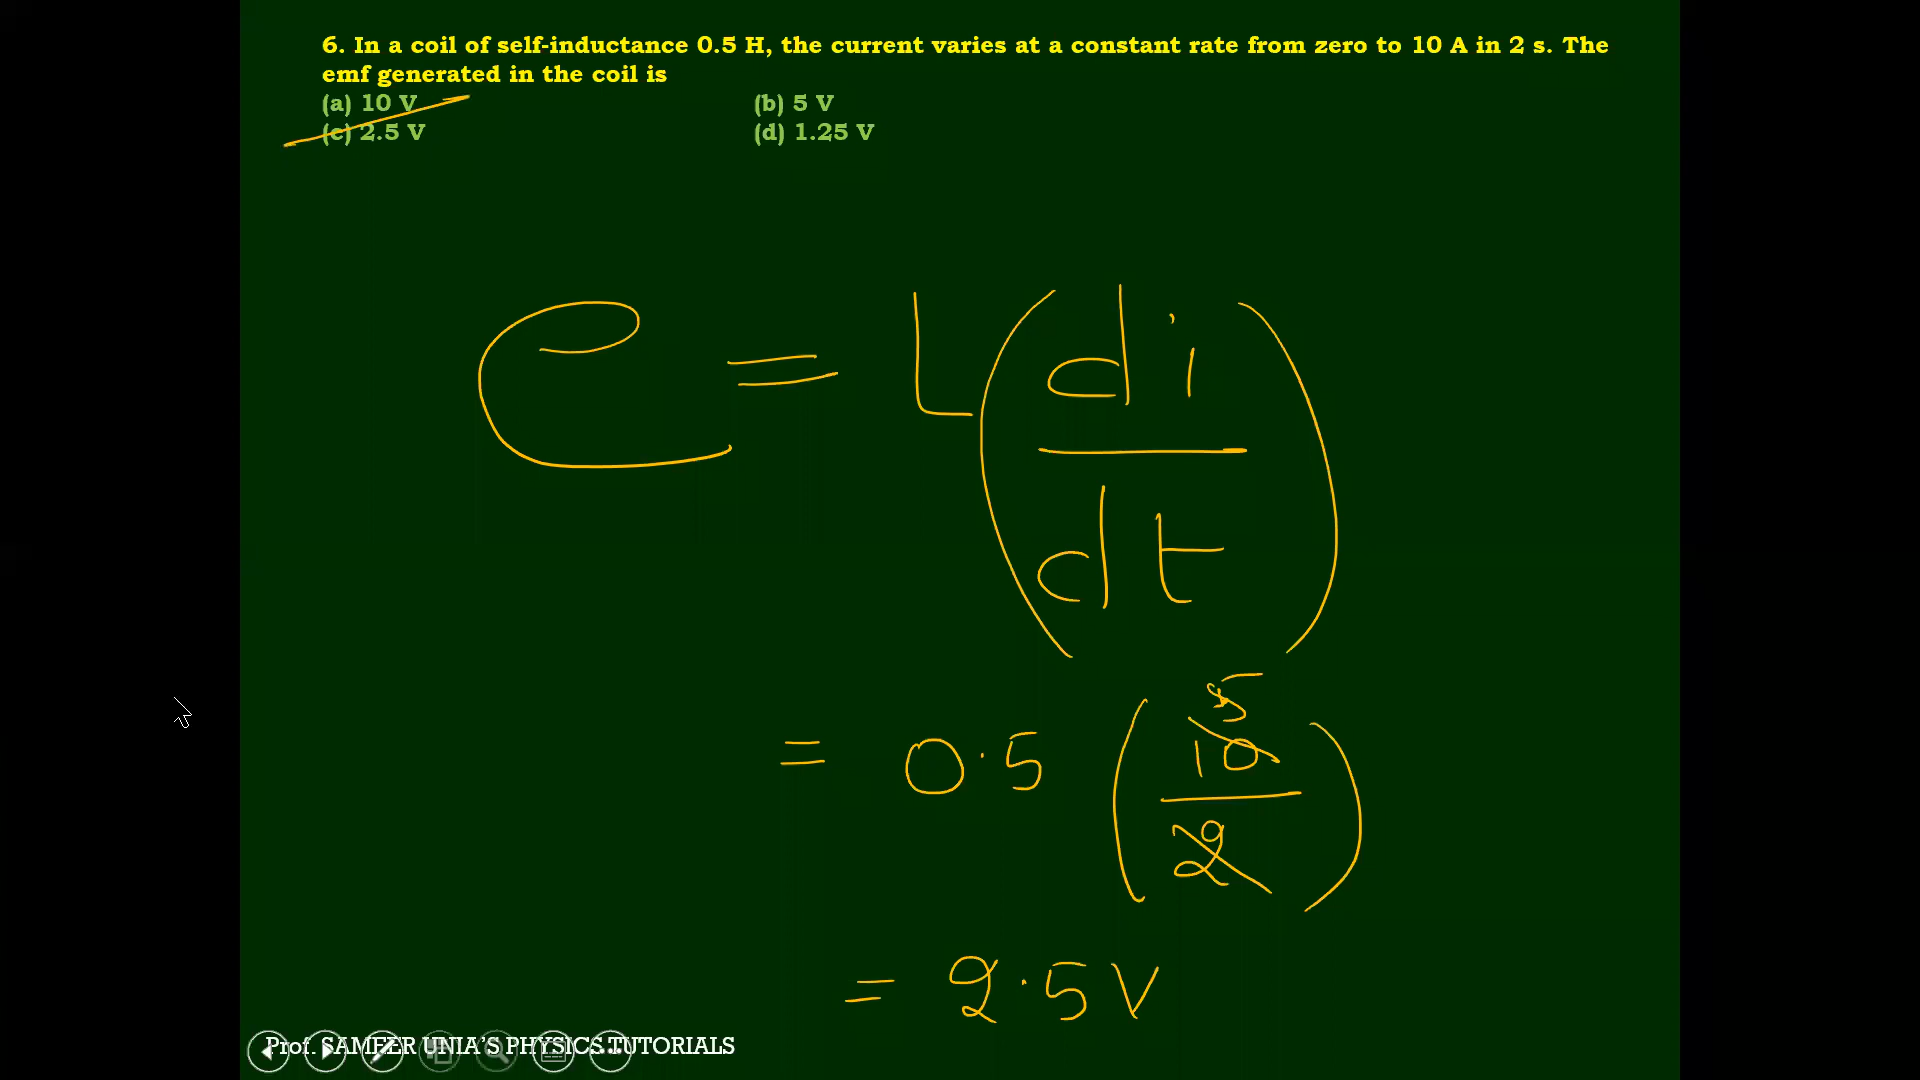 6. In a coil of self-inductance 0.5 H, the current varies at a constant rate from zero to 10 A in 2 s. The
emf generated in the coil is
(a) 10 V (b) 5 V
(c) 2.5 V (d) 1.25 V
e = L(di/dt)
5
= 0.5 (10/2)
= 2.5 V
Prof. SAMEER UNIA'S PHYSICS TUTORIALS